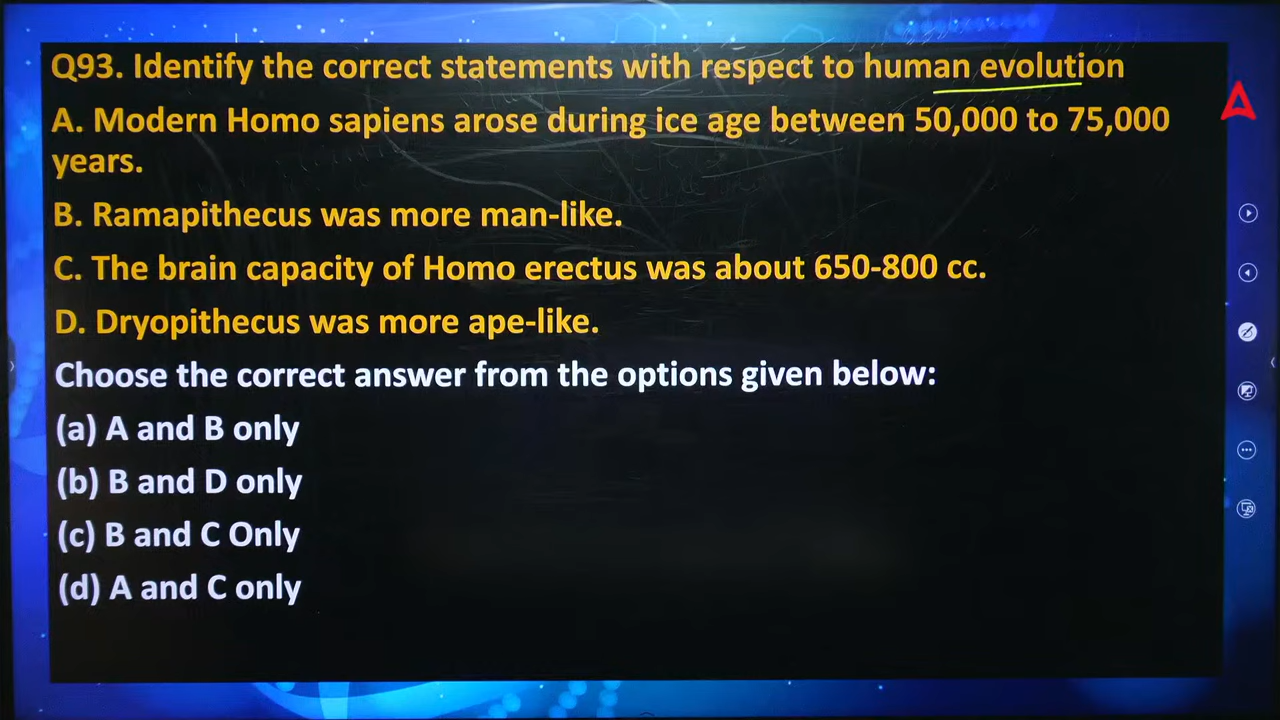 Q93. Identify the correct statements with respect to human evolution
A. Modern Homo sapiens arose during ice age between 50,000 to 75,000
years.
B. Ramapithecus was more man-like.
C. The brain capacity of Homo erectus was about 650-800 cc.
D. Dryopithecus was more ape-like.
Choose the correct answer from the options given below:
(a) A and B only
(b) B and D only
(c) B and C Only
(d) A and C only